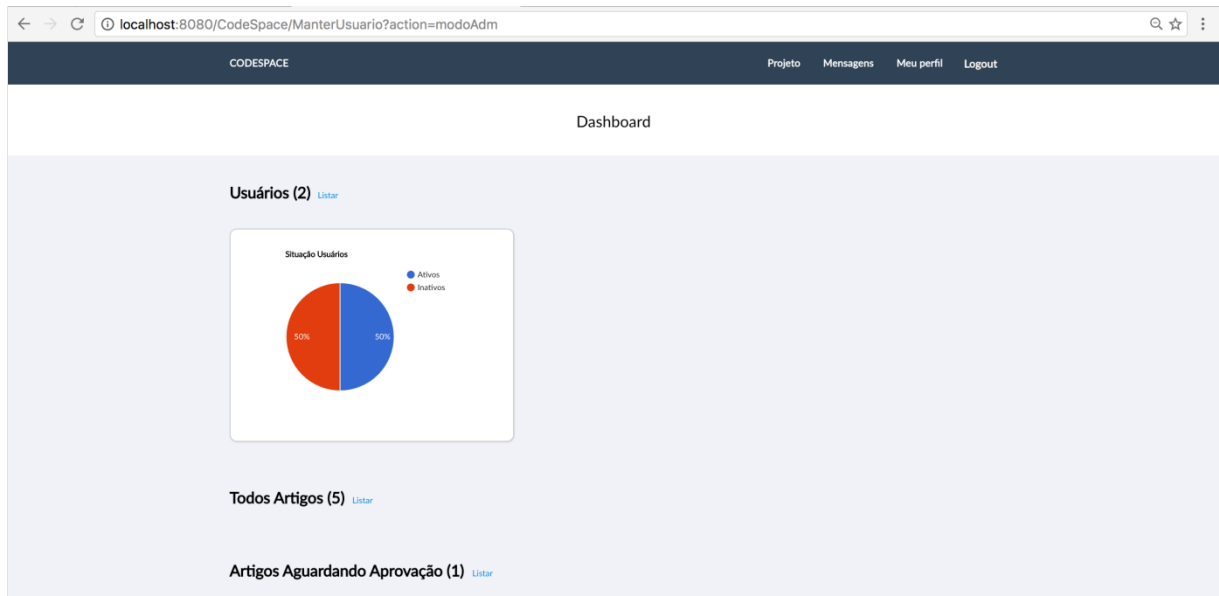 localhost:8080/CodeSpace/ManterUsuario?action=modoAdm
CODESPACE Projeto Mensagens Meu perfil Logout
Dashboard
Usuários (2) Listar
Situação Usuários
Ativos
Inativos
50% 50%
Todos Artigos (5) Listar
Artigos Aguardando Aprovação (1) Listar